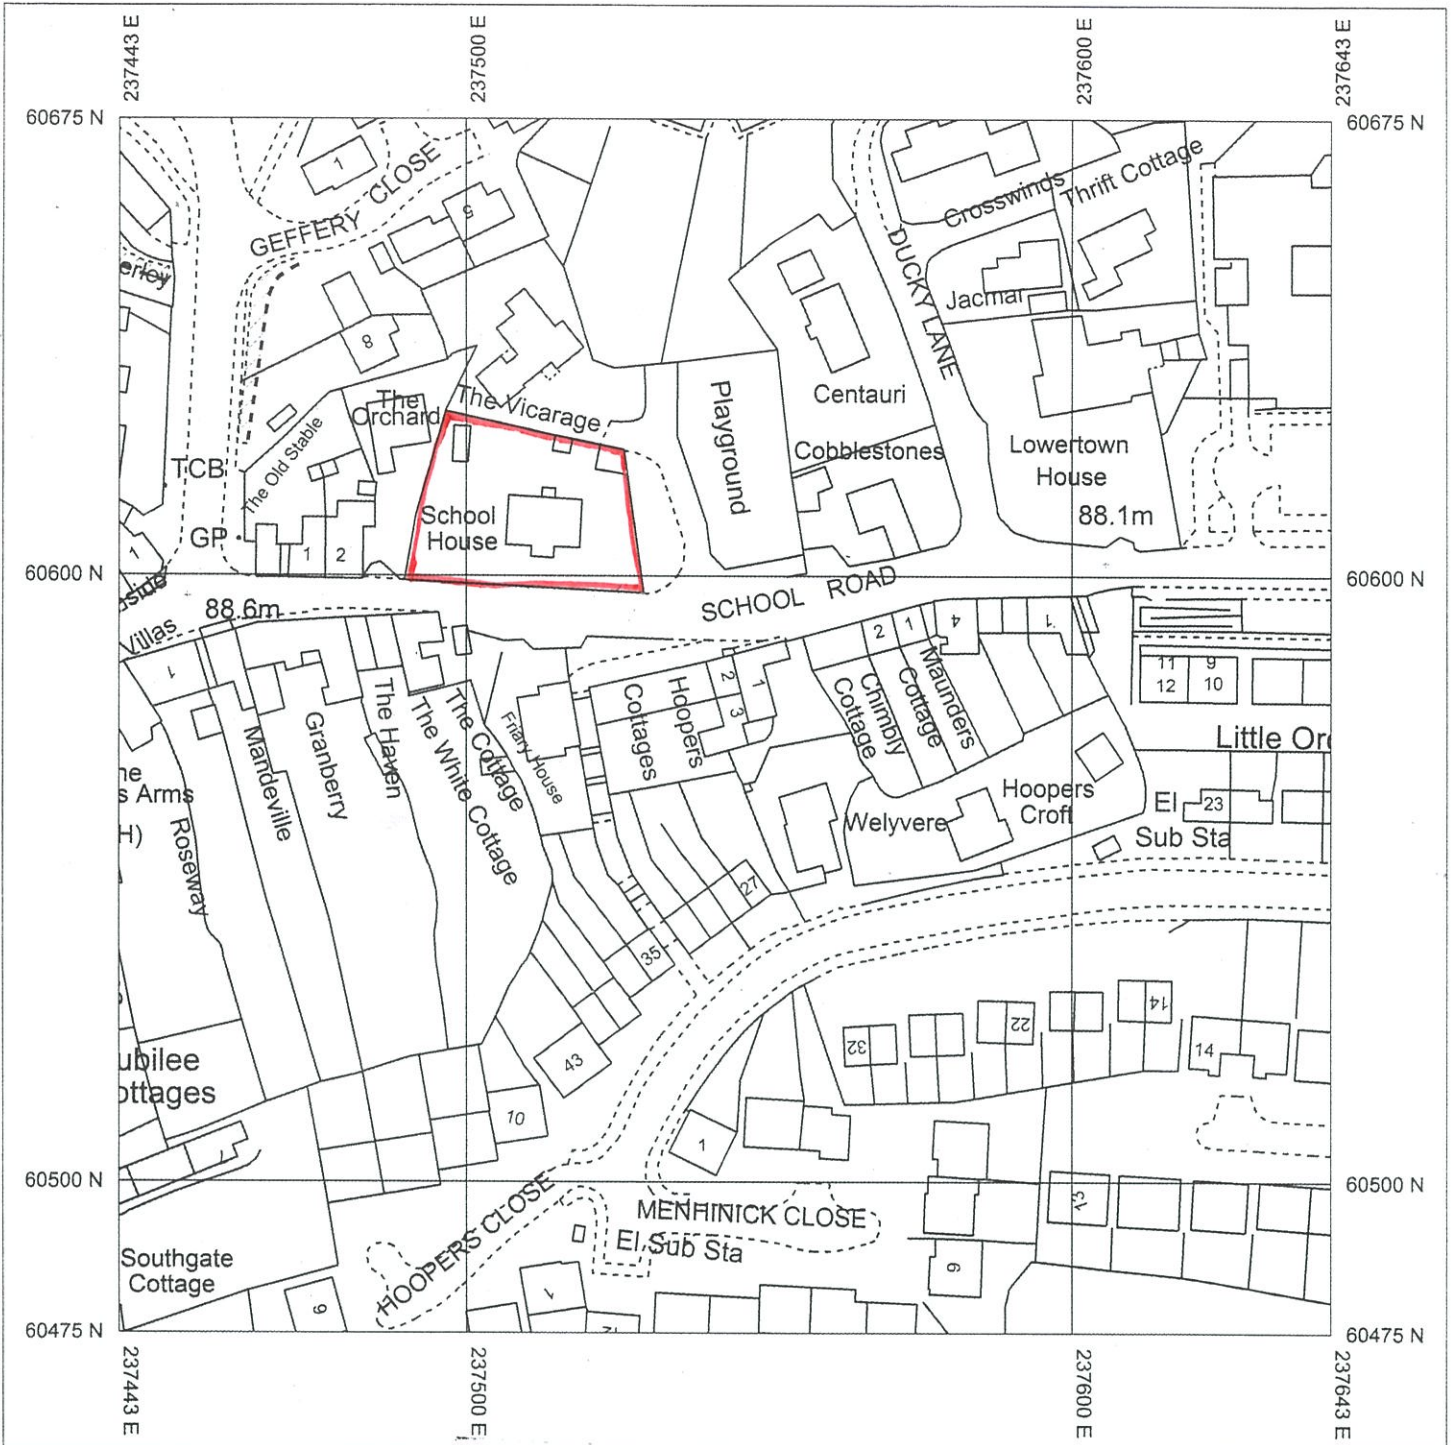 237443 E
237500 E
237600 E
237643 E
60675 N
60675 N
1
GEFFERY CLOSE
5
Crosswinds
Thrift Cottage
erley
DUCKY LANE
Jacmar
8
The
Orchard
The Vicarage
Playground
Centauri
TCB
The Old Stable
Cobblestones
Lowertown
House
School
House
88.1m
GP
1
1
2
60600 N
60600 N
SCHOOL ROAD
88.6m
Villas
1
2
1
4
1
11
9
12
10
The Haven
The Cottage
The White Cottage
Friary House
Cottages
Hoopers
2
1
3
Chimbly
Cottage
Maunders
Cottage
Mandeville
Granberry
Little Ord
s Arms
H)
Roseway
Welyvere
Hoopers
Croft
El
Sub Sta
23
27
35
43
32
22
14
14
ubilee
ottages
10
1
60500 N
60500 N
MENHINICK CLOSE
13
El Sub Sta
HOOPERS CLOSE
Southgate
Cottage
9
1
9
60475 N
60475 N
237443 E
237500 E
237600 E
237643 E